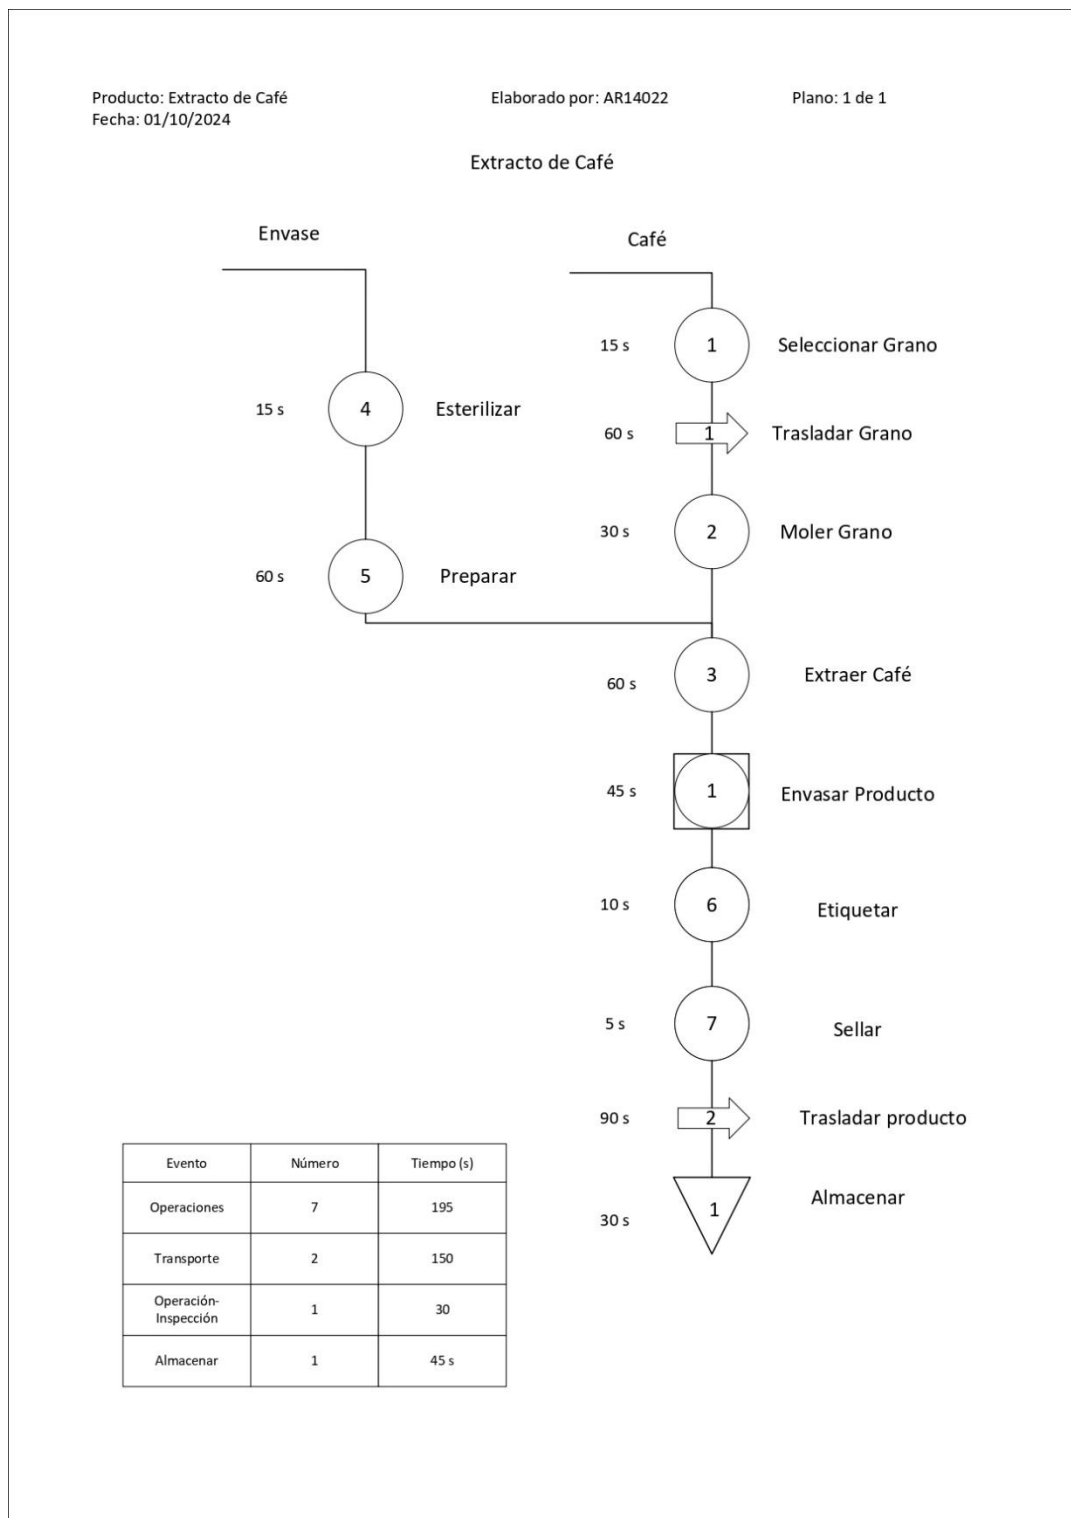 Producto: Extracto de Café
Elaborado por: AR14022
Plano: 1 de 1
Fecha: 01/10/2024
Extracto de Café
Envase
Café
15 s
1
Seleccionar Grano
15 s
4
Esterilizar
60 s
1
Trasladar Grano
30 s
2
Moler Grano
60 s
5
Preparar
60 s
3
Extraer Café
45 s
1
Envasar Producto
10 s
6
Etiquetar
5 s
7
Sellar
90 s
2
Trasladar producto
30 s
1
Almacenar
Evento
Número
Tiempo (s)
Operaciones
7
195
Transporte
2
150
Operación-
Inspección
1
30
Almacenar
1
45 s